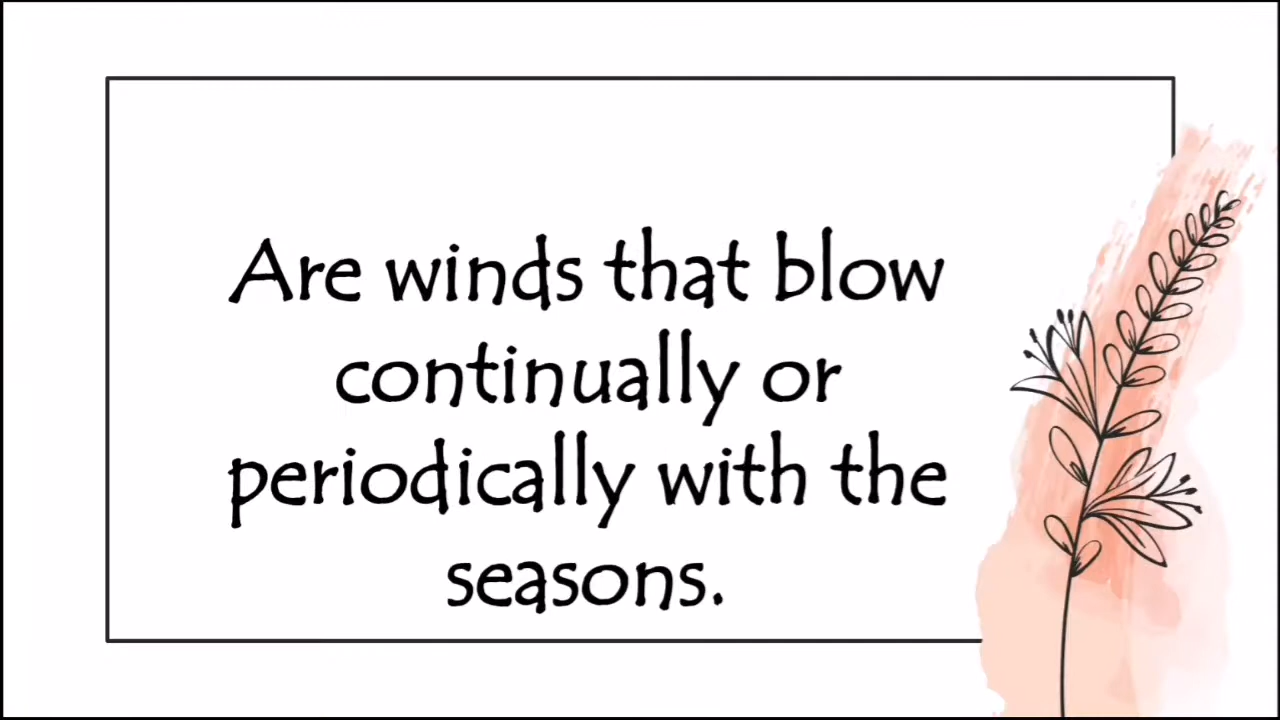 Are winds that blow
continually or
periodically with the
seasons.